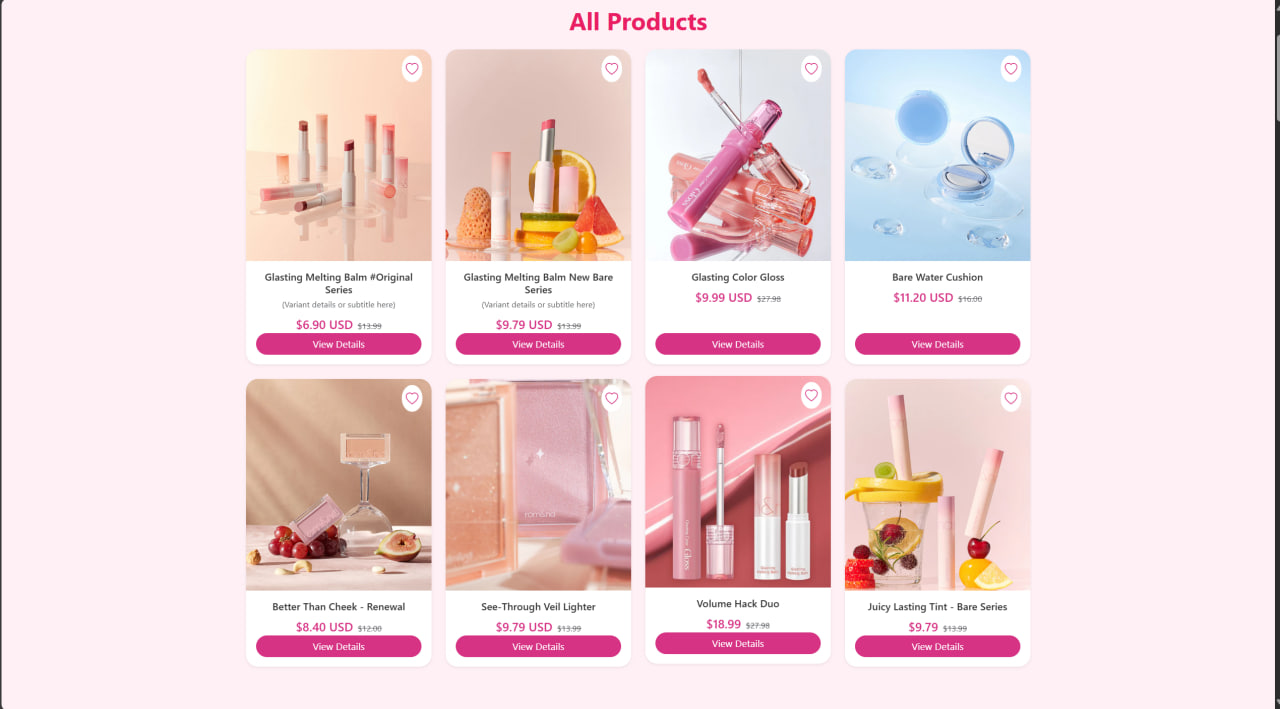 All Products
Glasting Melting Balm #Original
Series
(Variant details or subtitle here)
$6.90 USD $13.99
View Details
Glasting Melting Balm New Bare
Series
(Variant details or subtitle here)
$9.79 USD $13.99
View Details
Gloss
Glasting Color Gloss
$9.99 USD $27.98
View Details
Bare Water Cushion
$11.20 USD $16.00
View Details
Better Than Cheek - Renewal
$8.40 USD $12.00
View Details
rom&nd
See-Through Veil Lighter
$9.79 USD $13.99
View Details
Gloss
&
Volume Hack Duo
$18.99 $27.98
View Details
Juicy Lasting Tint - Bare Series
$9.79 $13.99
View Details